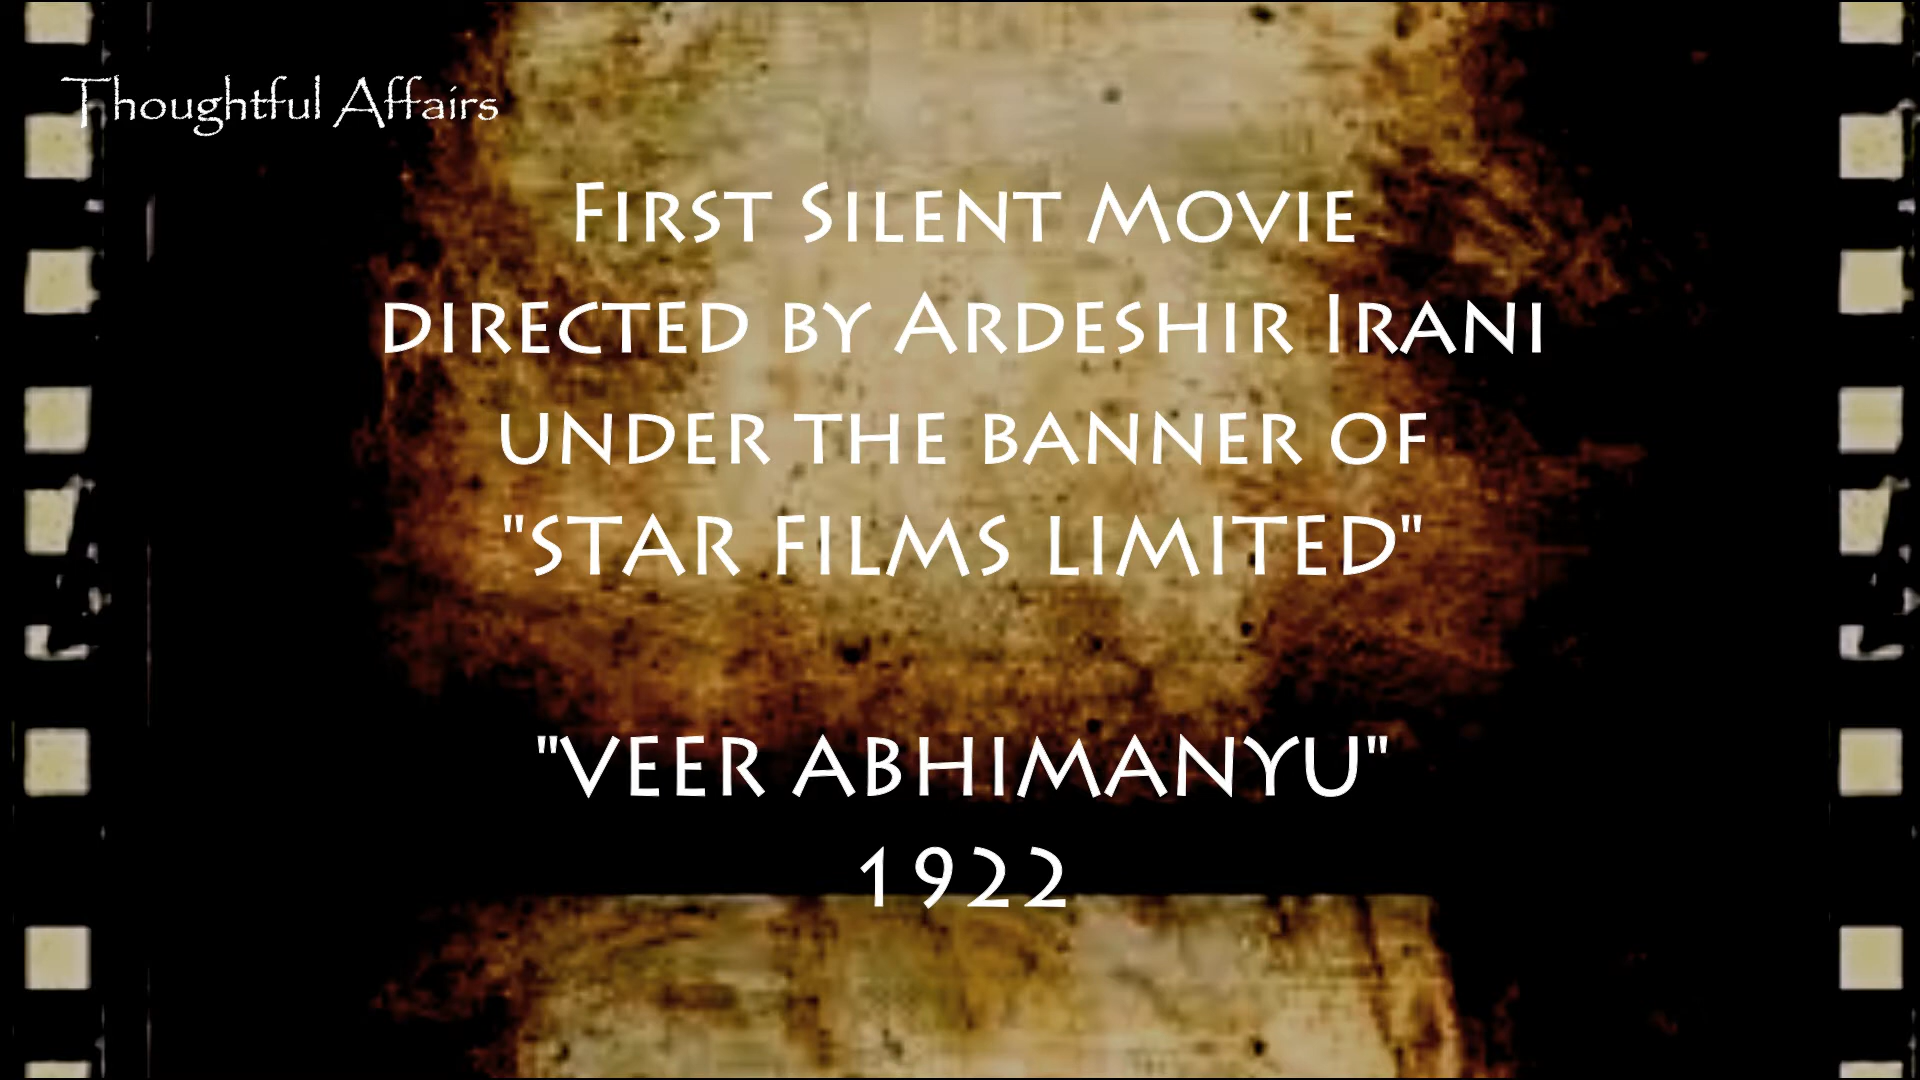 Thoughtful Affairs
First Silent Movie
directed by Ardeshir Irani
under the banner of
"STAR FILMS LIMITED"
"VEER ABHIMANYU"
1922